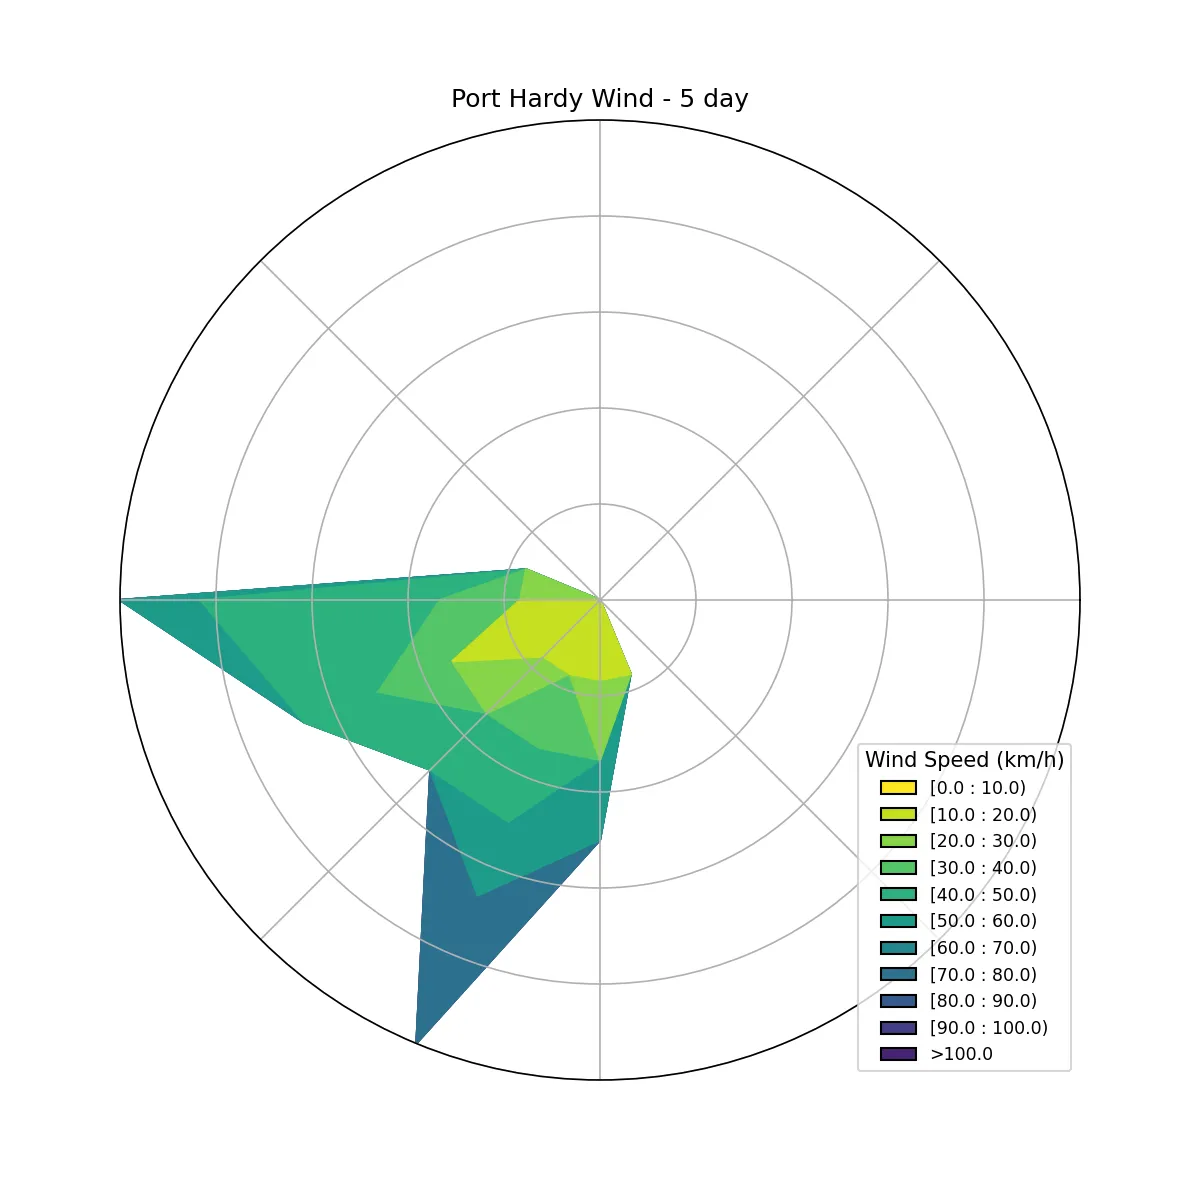 Port Hardy Wind - 5 day
Wind Speed (km/h)
[0.0 : 10.0)
[10.0 : 20.0)
[20.0 : 30.0)
[30.0 : 40.0)
[40.0 : 50.0)
[50.0 : 60.0)
[60.0 : 70.0)
[70.0 : 80.0)
[80.0 : 90.0)
[90.0 : 100.0)
>100.0